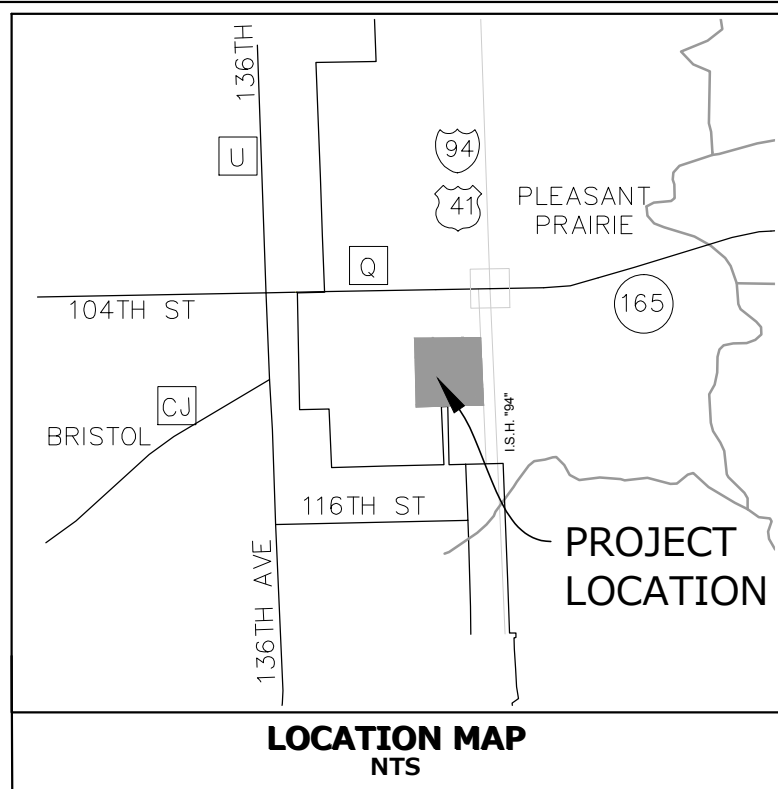 136TH
U
94
41
PLEASANT
PRAIRIE
Q
165
104TH ST
CJ
BRISTOL
I.S.H. "94"
116TH ST
PROJECT
LOCATION
136TH AVE
LOCATION MAP
NTS